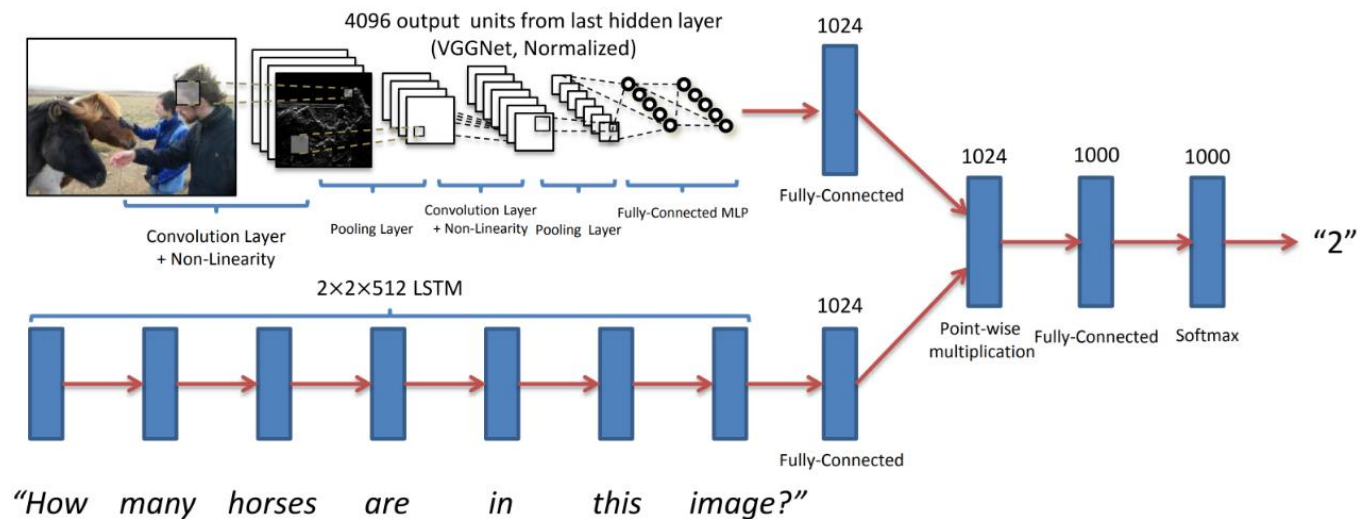 4096 output units from last hidden layer
(VGGNet, Normalized)
1024
Fully-Connected
Convolution Layer
+ Non-Linearity
Pooling Layer
Convolution Layer
+ Non-Linearity
Pooling Layer
Fully-Connected MLP
2×2×512 LSTM
1024
Fully-Connected
1024
Point-wise
multiplication
1000
Fully-Connected
1000
Softmax
“2”
“How many horses are in this image?”